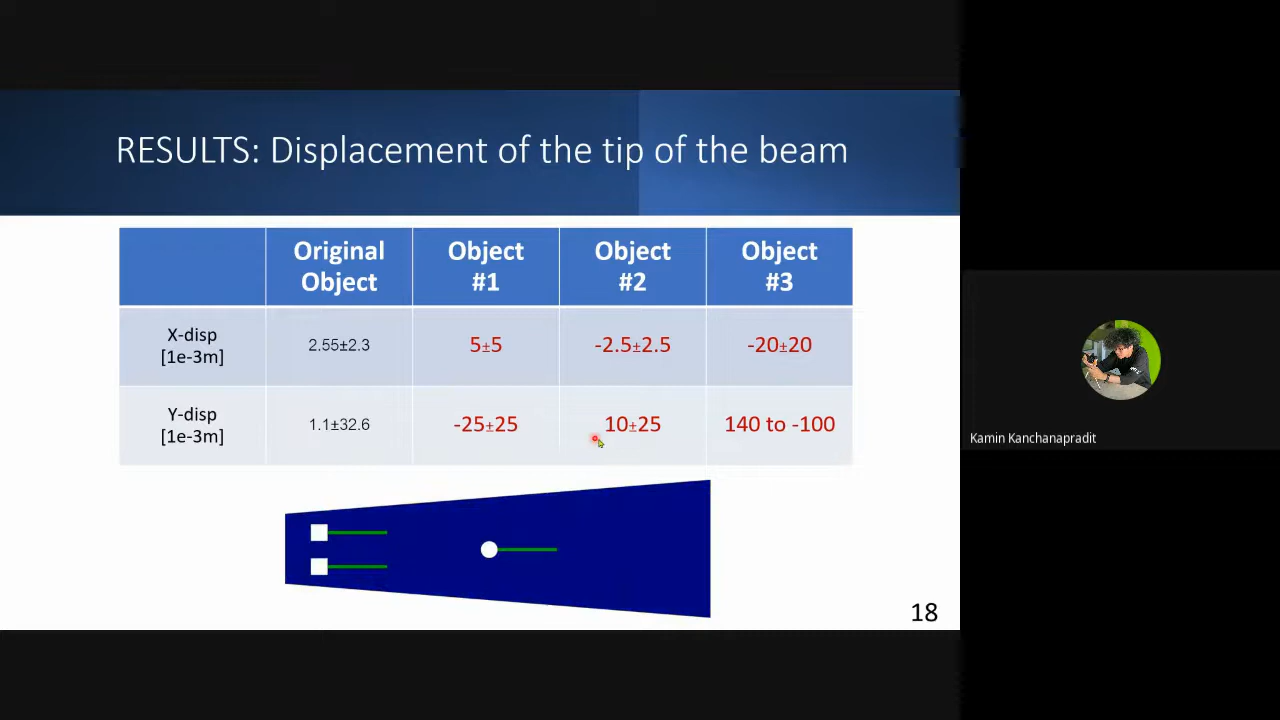 RESULTS: Displacement of the tip of the beam
Original Object
Object #1
Object #2
Object #3
X-disp [1e-3m]
2.55±2.3
5±5
-2.5±2.5
-20±20
Y-disp [1e-3m]
1.1±32.6
-25±25
10±25
140 to -100
18
Kamin Kanchanapradit